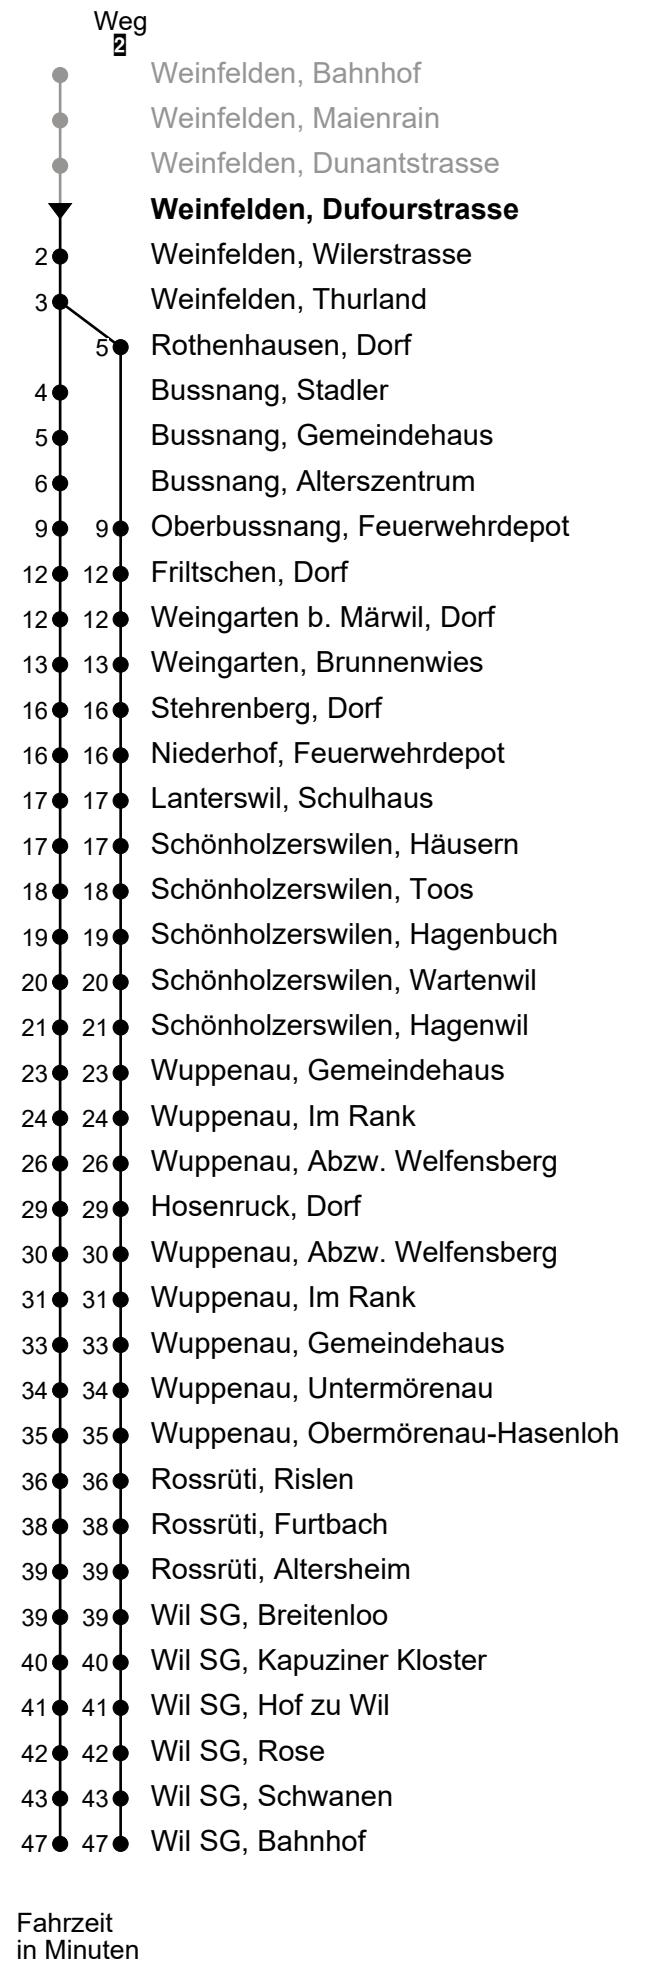 Weg
2
Weinfelden, Bahnhof
Weinfelden, Maienrain
Weinfelden, Dunantstrasse
Weinfelden, Dufourstrasse
2 Weinfelden, Wilerstrasse
3 Weinfelden, Thurland
5 Rothenhausen, Dorf
4 Bussnang, Stadler
5 Bussnang, Gemeindehaus
6 Bussnang, Alterszentrum
9 9 Oberbussnang, Feuerwehrdepot
12 12 Friltschen, Dorf
12 12 Weingarten b. Märwil, Dorf
13 13 Weingarten, Brunnenwies
16 16 Stehrenberg, Dorf
16 16 Niederhof, Feuerwehrdepot
17 17 Lanterswil, Schulhaus
17 17 Schönholzerswilen, Häusern
18 18 Schönholzerswilen, Toos
19 19 Schönholzerswilen, Hagenbuch
20 20 Schönholzerswilen, Wartenwil
21 21 Schönholzerswilen, Hagenwil
23 23 Wuppenau, Gemeindehaus
24 24 Wuppenau, Im Rank
26 26 Wuppenau, Abzw. Welfensberg
29 29 Hosenruck, Dorf
30 30 Wuppenau, Abzw. Welfensberg
31 31 Wuppenau, Im Rank
33 33 Wuppenau, Gemeindehaus
34 34 Wuppenau, Untermörenau
35 35 Wuppenau, Obermörenau-Hasenloh
36 36 Rossrüti, Rislen
38 38 Rossrüti, Furtbach
39 39 Rossrüti, Altersheim
39 39 Wil SG, Breitenloo
40 40 Wil SG, Kapuziner Kloster
41 41 Wil SG, Hof zu Wil
42 42 Wil SG, Rose
43 43 Wil SG, Schwanen
47 47 Wil SG, Bahnhof
Fahrzeit
in Minuten